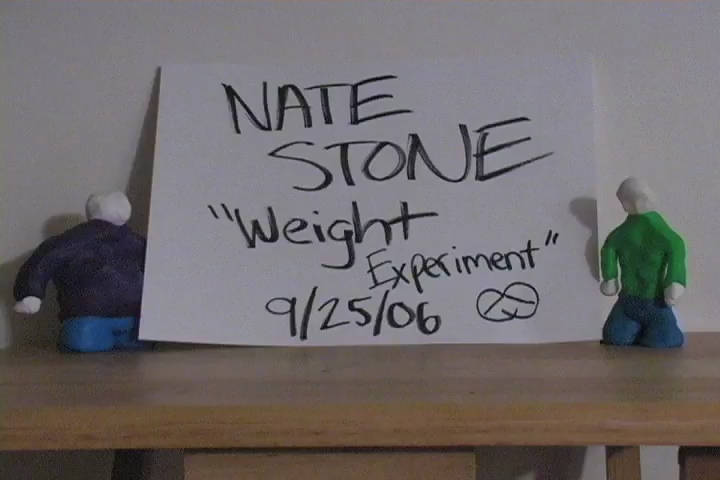 NATE
STONE
"Weight
Experiment"
9/25/06